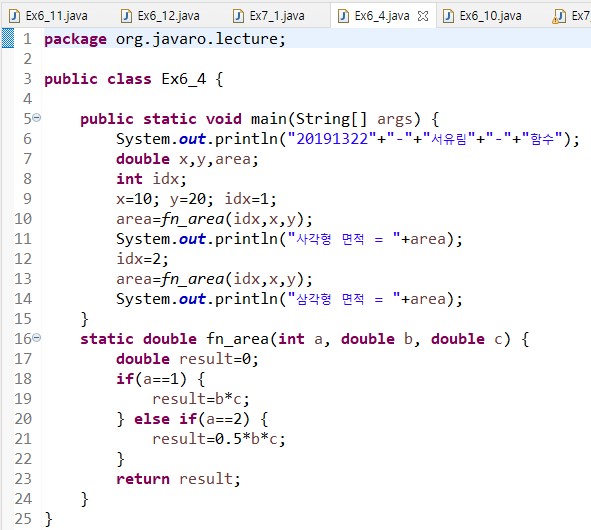 Ex6_11.java Ex6_12.java Ex7_1.java Ex6_4.java Ex6_10.java Ex7
1 package org.javaro.lecture;
2
3 public class Ex6_4 {
4
5 public static void main(String[] args) {
6 System.out.println("20191322"+"-"+"서유림"+"-"+"함수");
7 double x,y,area;
8 int idx;
9 x=10; y=20; idx=1;
10 area=fn_area(idx,x,y);
11 System.out.println("사각형 면적 = "+area);
12 idx=2;
13 area=fn_area(idx,x,y);
14 System.out.println("삼각형 면적 = "+area);
15 }
16 static double fn_area(int a, double b, double c) {
17 double result=0;
18 if(a==1) {
19 result=b*c;
20 } else if(a==2) {
21 result=0.5*b*c;
22 }
23 return result;
24 }
25 }